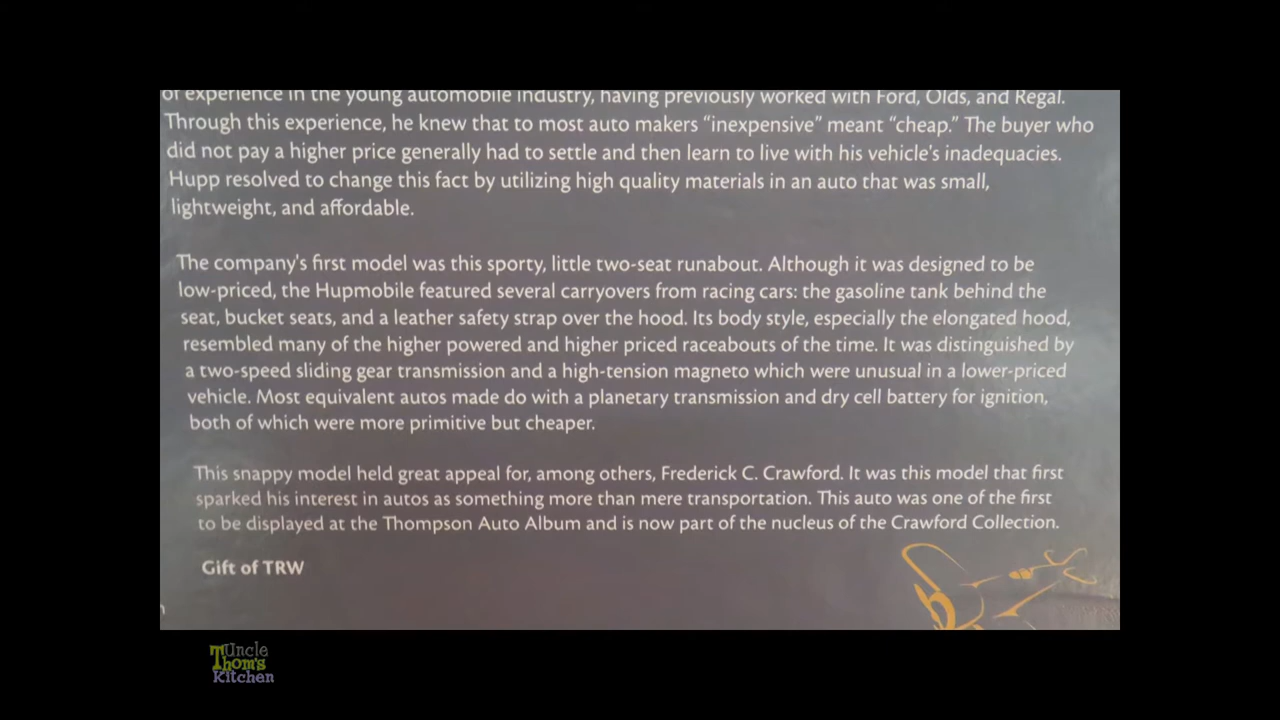 of experience in the young automobile industry, having previously worked with Ford, Olds, and Regal.
Through this experience, he knew that to most auto makers “inexpensive” meant “cheap.” The buyer who
did not pay a higher price generally had to settle and then learn to live with his vehicle's inadequacies.
Hupp resolved to change this fact by utilizing high quality materials in an auto that was small,
lightweight, and affordable.
The company's first model was this sporty, little two-seat runabout. Although it was designed to be
low-priced, the Hupmobile featured several carryovers from racing cars: the gasoline tank behind the
seat, bucket seats, and a leather safety strap over the hood. Its body style, especially the elongated hood,
resembled many of the higher powered and higher priced raceabouts of the time. It was distinguished by
a two-speed sliding gear transmission and a high-tension magneto which were unusual in a lower-priced
vehicle. Most equivalent autos made do with a planetary transmission and dry cell battery for ignition,
both of which were more primitive but cheaper.
This snappy model held great appeal for, among others, Frederick C. Crawford. It was this model that first
sparked his interest in autos as something more than mere transportation. This auto was one of the first
to be displayed at the Thompson Auto Album and is now part of the nucleus of the Crawford Collection.
Gift of TRW
Uncle
Thom's
Kitchen